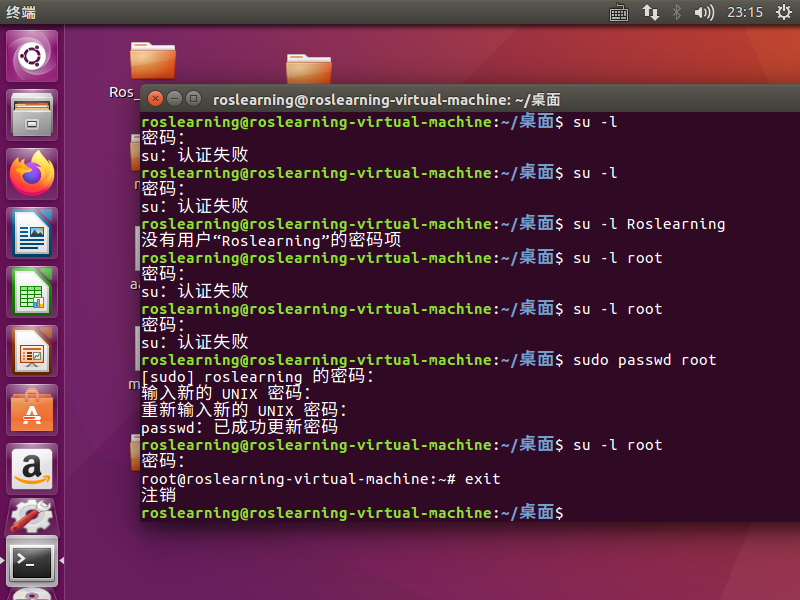 终端
23:15
Ros_
roslearning@roslearning-virtual-machine: ~/桌面
roslearning@roslearning-virtual-machine:~/桌面$ su -l
密码：
su：认证失败
roslearning@roslearning-virtual-machine:~/桌面$ su -l
密码：
su：认证失败
roslearning@roslearning-virtual-machine:~/桌面$ su -l Roslearning
没有用户“Roslearning”的密码项
roslearning@roslearning-virtual-machine:~/桌面$ su -l root
密码：
su：认证失败
roslearning@roslearning-virtual-machine:~/桌面$ su -l root
密码：
su：认证失败
roslearning@roslearning-virtual-machine:~/桌面$ sudo passwd root
[sudo] roslearning 的密码：
输入新的 UNIX 密码：
重新输入新的 UNIX 密码：
passwd：已成功更新密码
roslearning@roslearning-virtual-machine:~/桌面$ su -l root
密码：
root@roslearning-virtual-machine:~# exit
注销
roslearning@roslearning-virtual-machine:~/桌面$